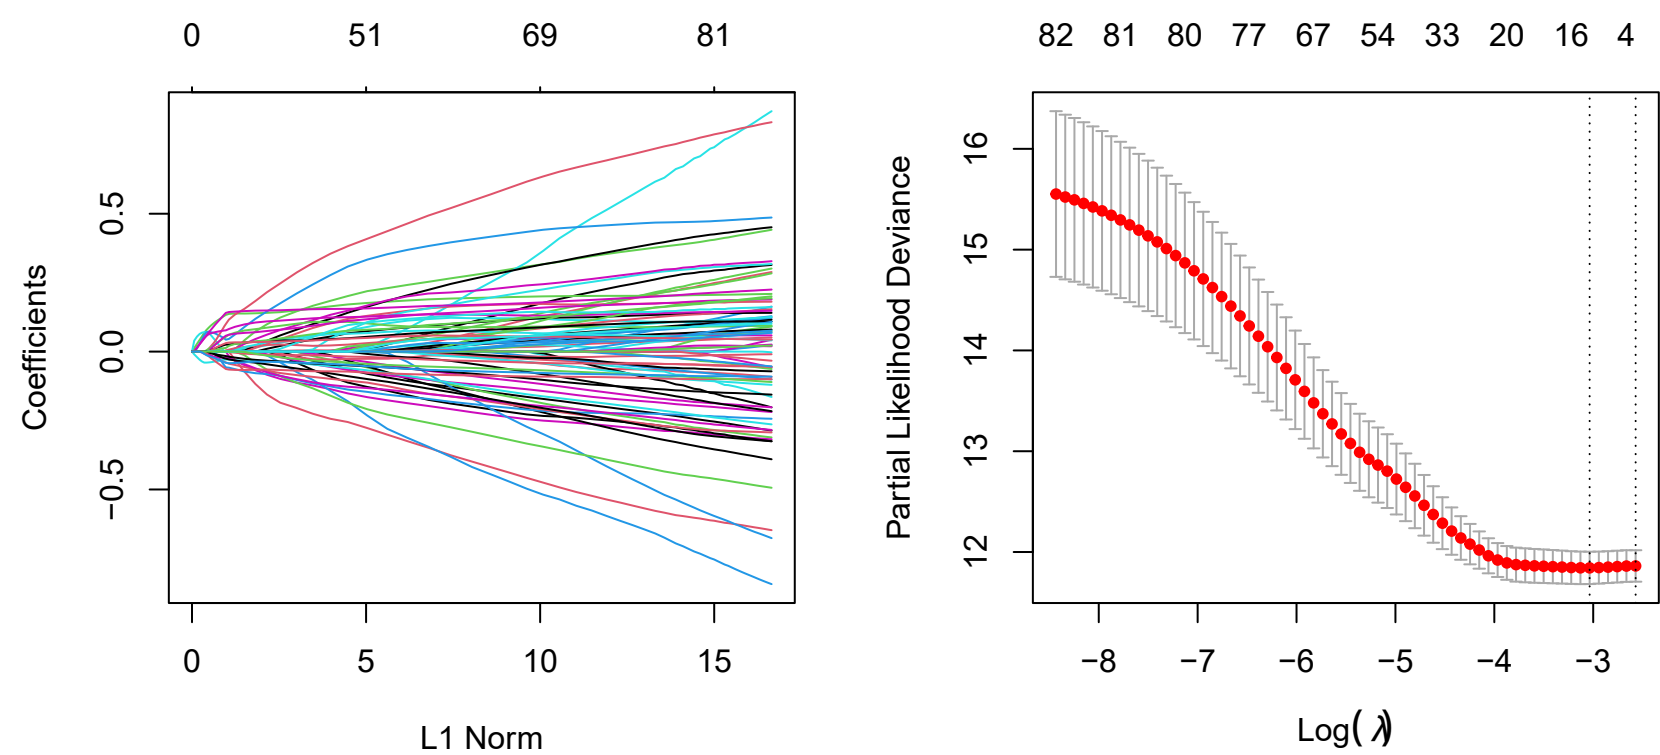 0 51 69 81
Coefficients
0.5
0.0
−0.5
0 5 10 15
L1 Norm
82 81 80 77 67 54 33 20 16 4
Partial Likelihood Deviance
16
15
14
13
12
−8 −7 −6 −5 −4 −3
Log(λ)